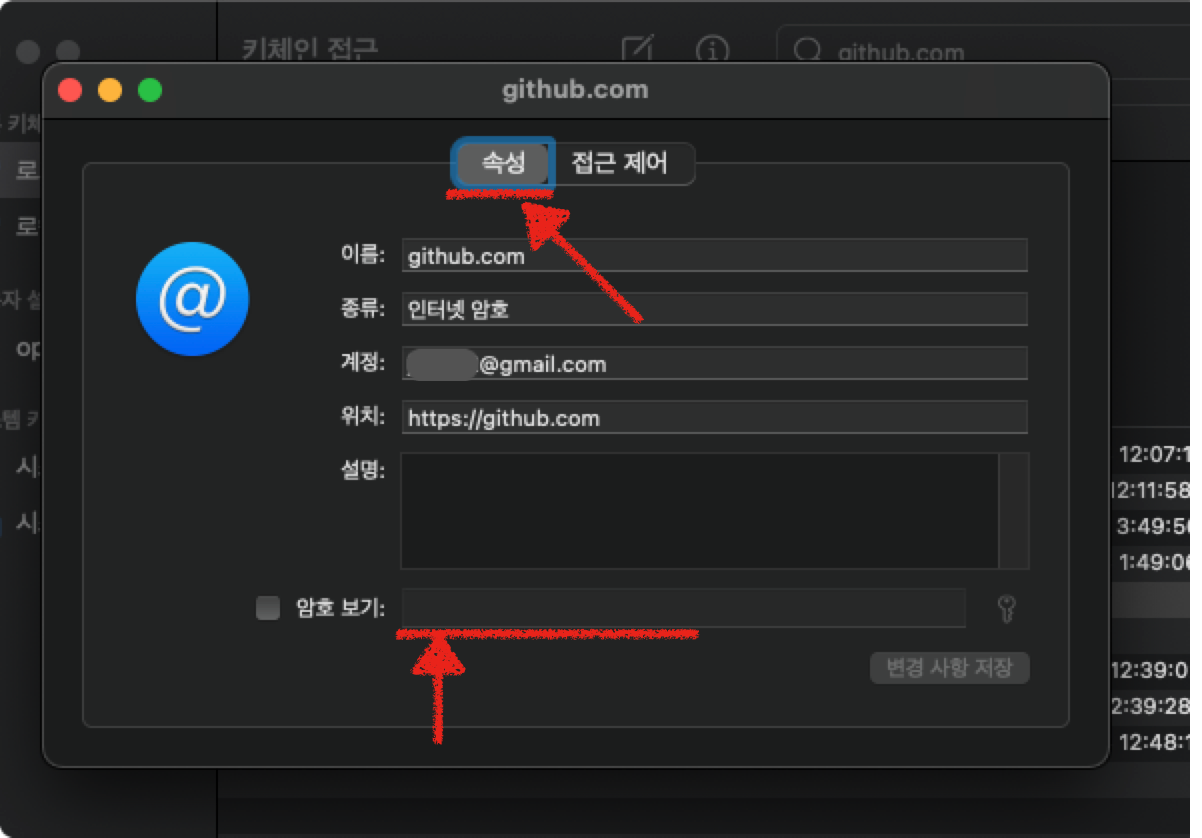 키체인 접근
github.com
github.com
키체
로
로
자 설
op
템 키
시
시
속성
접근 제어
이름: github.com
종류: 인터넷 암호
계정: @gmail.com
위치: https://github.com
설명:
암호 보기:
변경 사항 저장
12:07:1
12:11:58
3:49:50
1:49:06
12:39:0
2:39:28
12:48:1